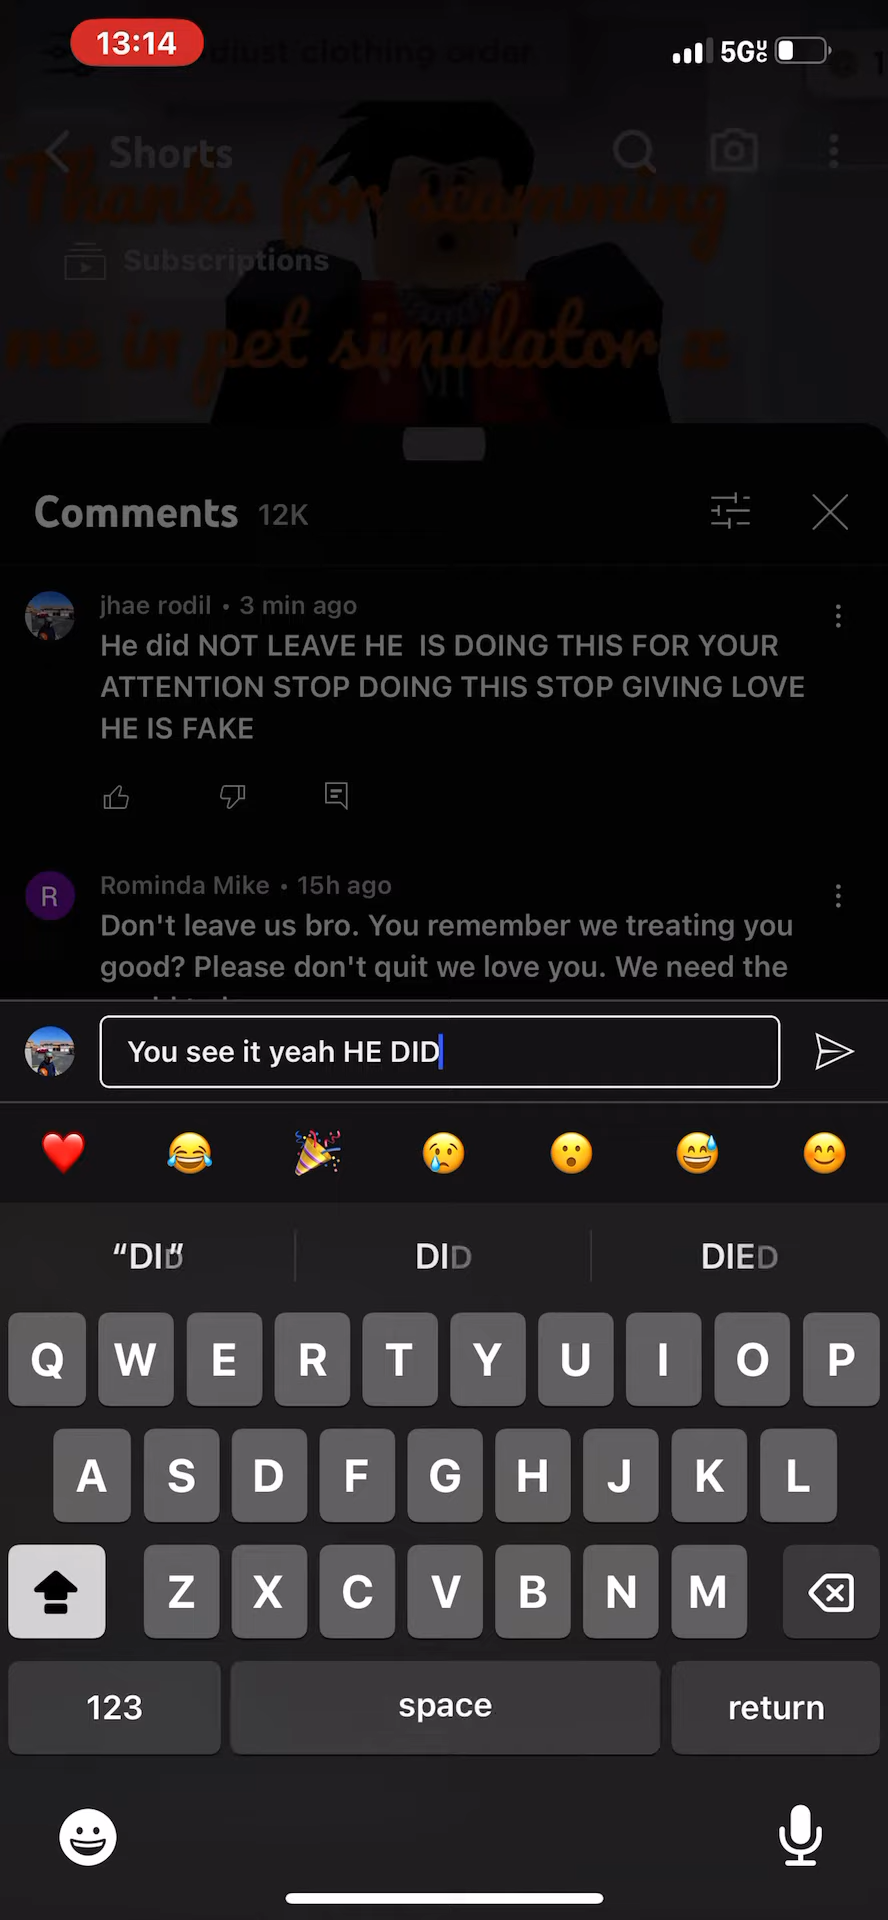 13:14
5G
djust clothing order
Shorts
Thanks for scamming
Subscriptions
me in pet simulator x
Comments 12K
jhae rodil • 3 min ago
He did NOT LEAVE HE  IS DOING THIS FOR YOUR
ATTENTION STOP DOING THIS STOP GIVING LOVE
HE IS FAKE
R
Rominda Mike • 15h ago
Don't leave us bro. You remember we treating you
good? Please don't quit we love you. We need the
You see it yeah HE DID
“DID” DID DIED
Q W E R T Y U I O P
A S D F G H J K L
Z X C V B N M
123 space return